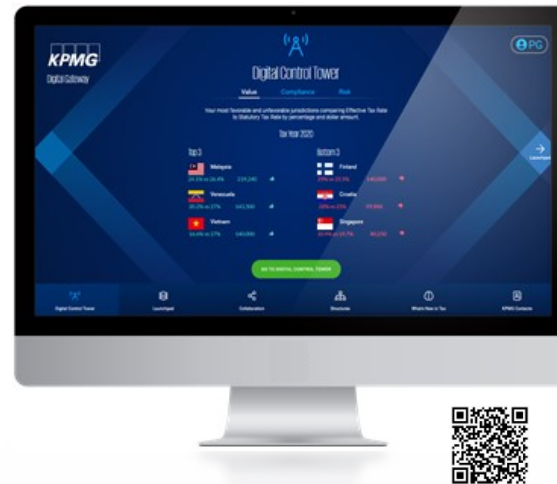 KPMG
Digital Gateway
PG
Digital Control Tower
Value Compliance Risk
Your most favorable and unfavorable jurisdictions comparing Effective Tax Rate
to Statutory Tax Rate by percentage and dollar amount.
Tax Year 2020
Top 3 Bottom 3
Malaysia Finland
Venezuela Croatia
Vietnam Singapore
Launchpad
GO TO DIGITAL CONTROL TOWER
Digital Control Tower Launchpad Collaboration Structures What's New in Tax KPMG Contacts